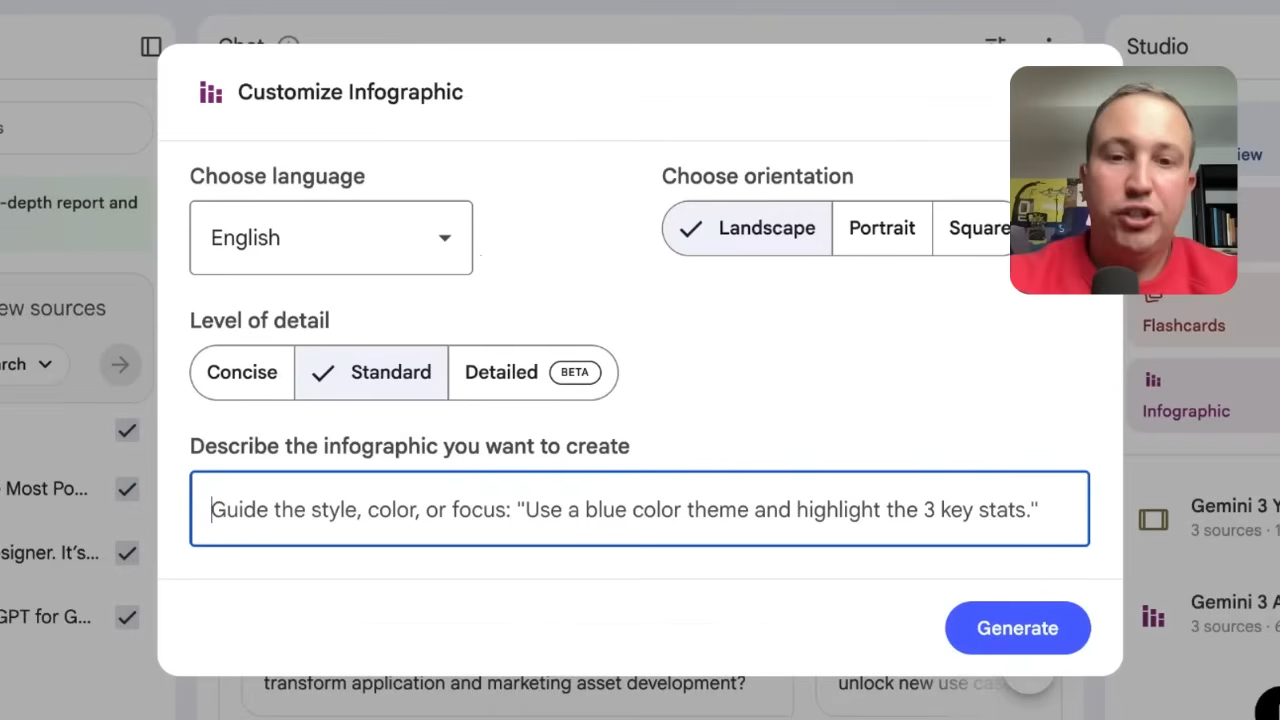 Chat
Studio
Customize Infographic
Choose language
Choose orientation
English
Landscape
Portrait
Square
-depth report and
ew sources
rch
Level of detail
Concise
Standard
Detailed
BETA
Describe the infographic you want to create
Guide the style, color, or focus: "Use a blue color theme and highlight the 3 key stats."
Generate
Most Po...
signer. It's...
GPT for G...
iew
Flashcards
Infographic
Gemini 3 Y
3 sources · 1
Gemini 3 A
3 sources · 6
transform application and marketing asset development?
unlock new use cas